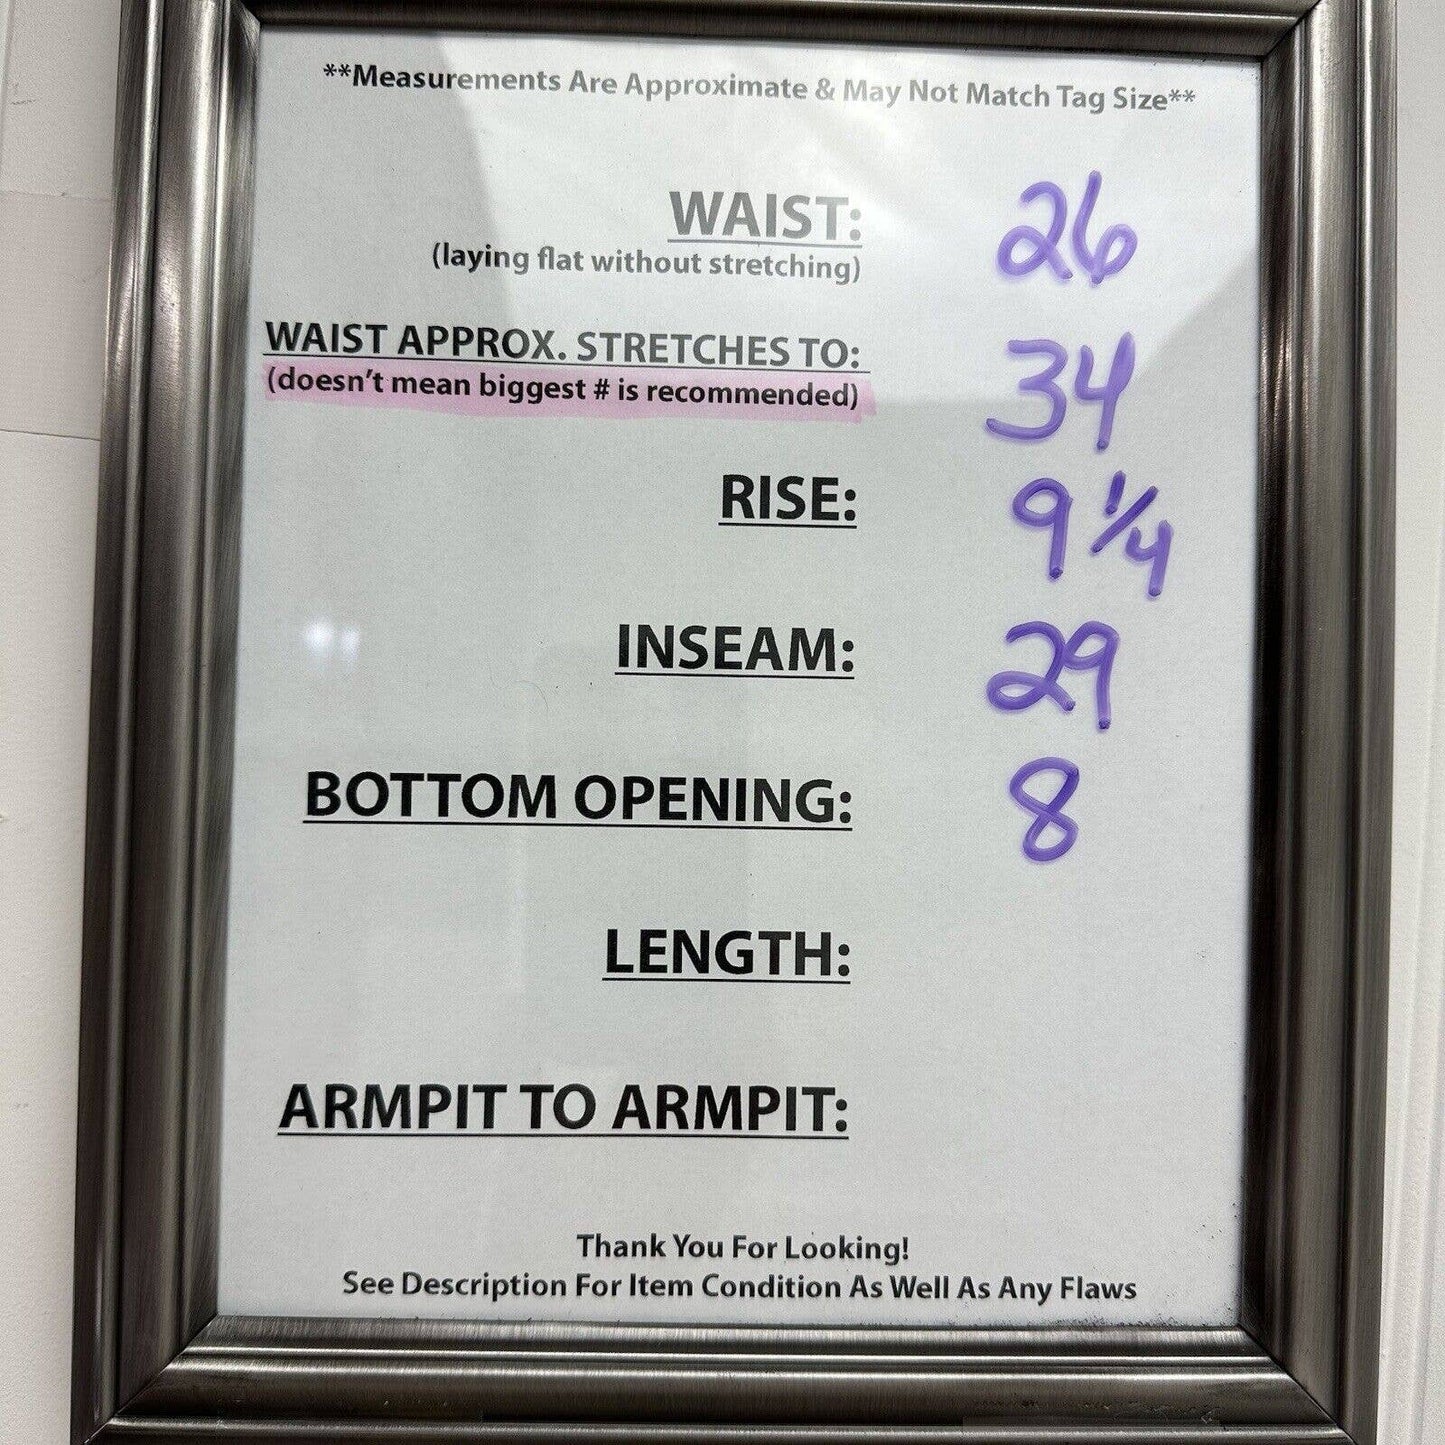 **Measurements Are Approximate & May Not Match Tag Size**
WAIST: 26
(laying flat without stretching)
WAIST APPROX. STRETCHES TO: 34
(doesn't mean biggest # is recommended)
RISE: 9 1/4
INSEAM: 29
BOTTOM OPENING: 8
LENGTH:
ARMPIT TO ARMPIT:
Thank You For Looking!
See Description For Item Condition As Well As Any Flaws